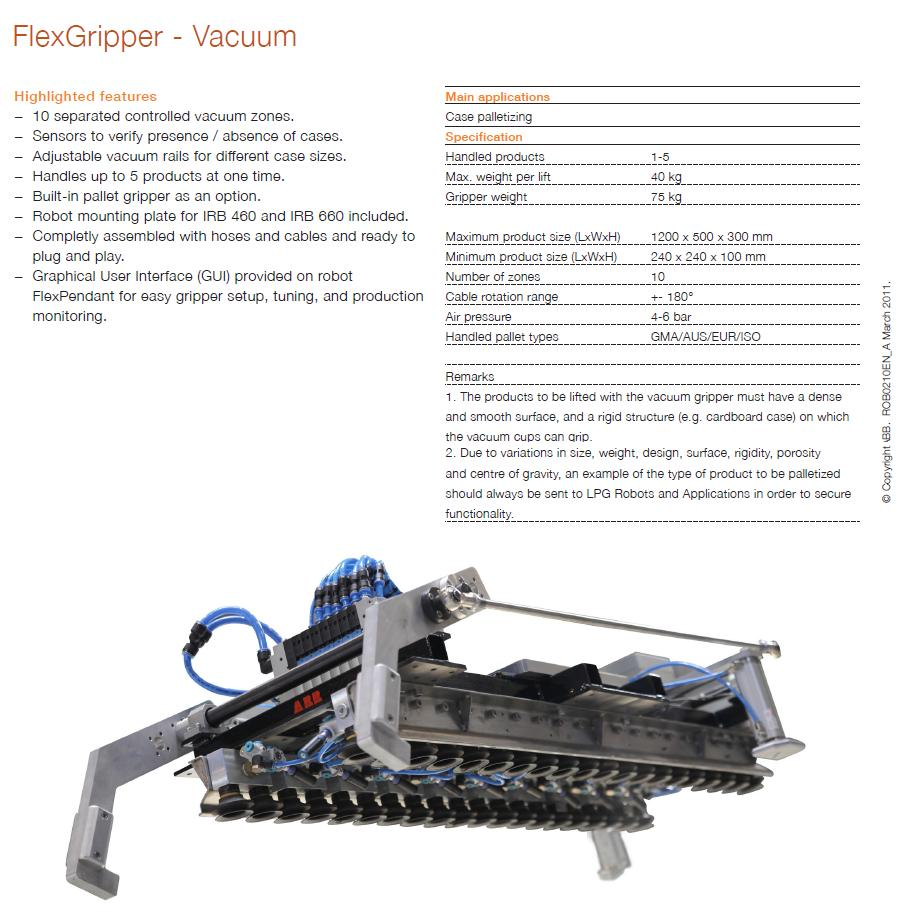 FlexGripper - Vacuum
Highlighted features
– 10 separated controlled vacuum zones.
– Sensors to verify presence / absence of cases.
– Adjustable vacuum rails for different case sizes.
– Handles up to 5 products at one time.
– Built-in pallet gripper as an option.
– Robot mounting plate for IRB 460 and IRB 660 included.
– Completly assembled with hoses and cables and ready to
plug and play.
– Graphical User Interface (GUI) provided on robot
FlexPendant for easy gripper setup, tuning, and production
monitoring.
Main applications
Case palletizing
Specification
Handled products 1-5
Max. weight per lift 40 kg
Gripper weight 75 kg
Maximum product size (LxWxH) 1200 x 500 x 300 mm
Minimum product size (LxWxH) 240 x 240 x 100 mm
Number of zones 10
Cable rotation range +- 180°
Air pressure 4-6 bar
Handled pallet types GMA/AUS/EUR/ISO
Remarks
1. The products to be lifted with the vacuum gripper must have a dense
and smooth surface, and a rigid structure (e.g. cardboard case) on which
the vacuum cups can grip.
2. Due to variations in size, weight, design, surface, rigidity, porosity
and centre of gravity, an example of the type of product to be palletized
should always be sent to LPG Robots and Applications in order to secure
functionality.
© Copyright ABB. ROB0210EN_A March 2011.
ABB